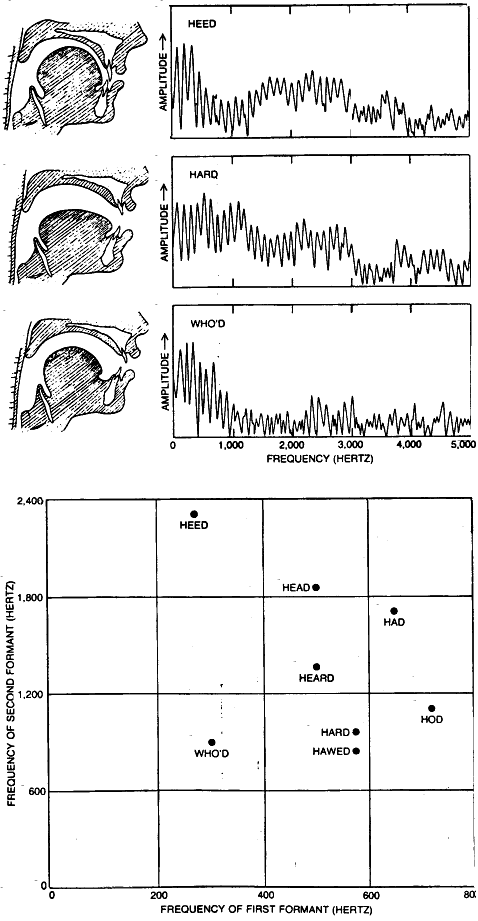 HEED
AMPLITUDE →
HARD
AMPLITUDE →
WHO'D
AMPLITUDE →
0 1,000 2,000 3,000 4,000 5,000
FREQUENCY (HERTZ)
2,400
HEED
HEAD
1,800
HAD
HEARD
1,200
HOD
HARD
HAWED
WHO'D
600
0
0 200 400 600 80
FREQUENCY OF SECOND FORMANT (HERTZ)
FREQUENCY OF FIRST FORMANT (HERTZ)